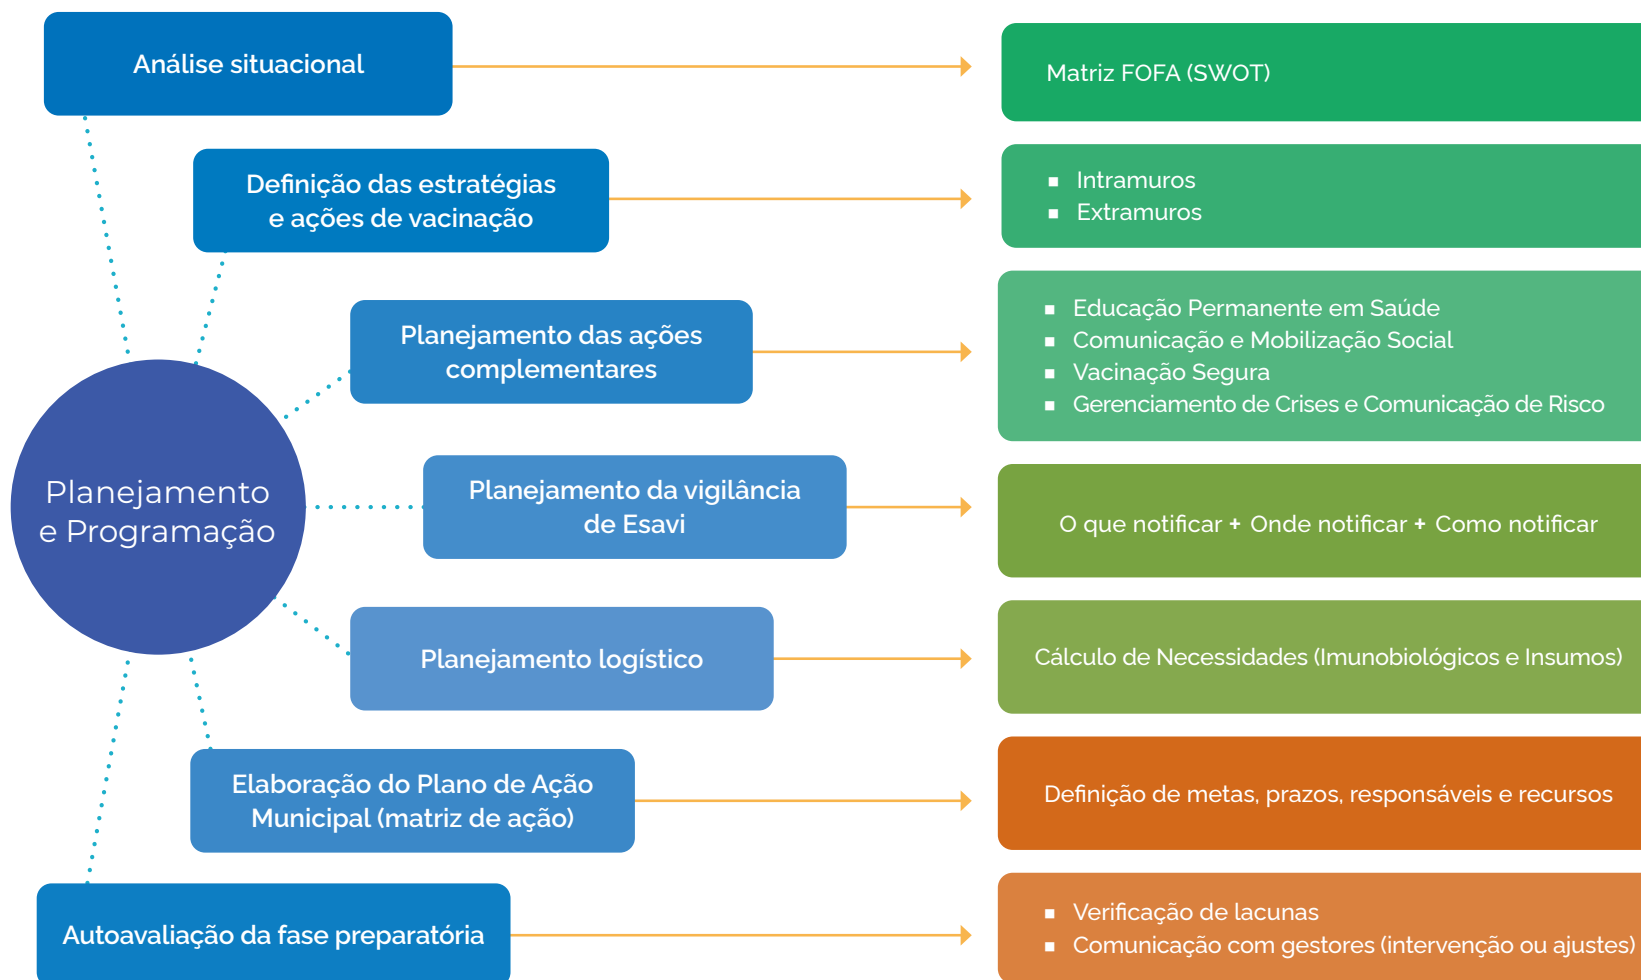 Análise situacional
Matriz FOFA (SWOT)
Definição das estratégias
e ações de vacinação
▪ Intramuros
▪ Extramuros
Planejamento das ações
complementares
▪ Educação Permanente em Saúde
▪ Comunicação e Mobilização Social
▪ Vacinação Segura
▪ Gerenciamento de Crises e Comunicação de Risco
Planejamento
e Programação
Planejamento da vigilância
de Esavi
O que notificar + Onde notificar + Como notificar
Planejamento logístico
Cálculo de Necessidades (Imunobiológicos e Insumos)
Elaboração do Plano de Ação
Municipal (matriz de ação)
Definição de metas, prazos, responsáveis e recursos
Autoavaliação da fase preparatória
▪ Verificação de lacunas
▪ Comunicação com gestores (intervenção ou ajustes)